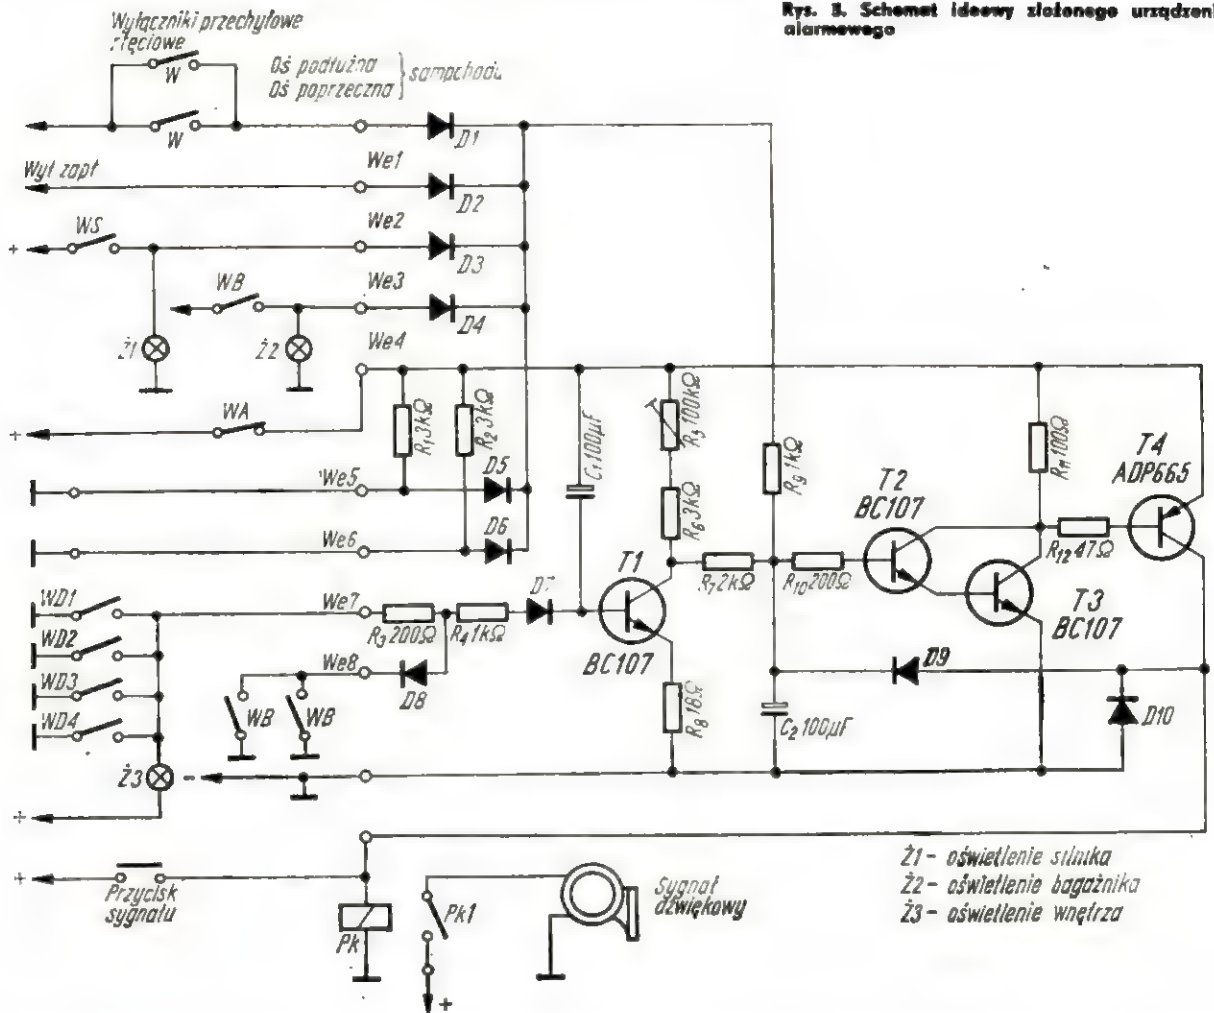 Rys. 3. Schemat ideowy złożonego urządzeni
alarmowego
Wyłączniki przechyłowe
rtęciowe
W
W
Oś podłużna
Oś poprzeczna } samochodu
D1
Wył zapł
We1
D2
WS
We2
+
D3
WB
We3
D4
Ż1
Ż2
We4
WA
+
R1 3kΩ
R2 3kΩ
C1 100µF
R5 100kΩ
R6 3kΩ
R9 1kΩ
R11 100Ω
T4
ADP665
We5
D5
We6
D6
T2
BC107
R12 47Ω
WD1
We7
R3 200Ω
R4 1kΩ
D7
T1
BC107
R7 2kΩ
R10 200Ω
T3
BC107
WD2
We8
D8
WD3
WD4
WB
WB
R8 18Ω
C2 100µF
D9
D10
Ż3
-
+
+
Przycisk
sygnału
Pk
Pk1
+
Sygnał
dźwiękowy
Ż1 - oświetlenie silnika
Ż2 - oświetlenie bagażnika
Ż3 - oświetlenie wnętrza